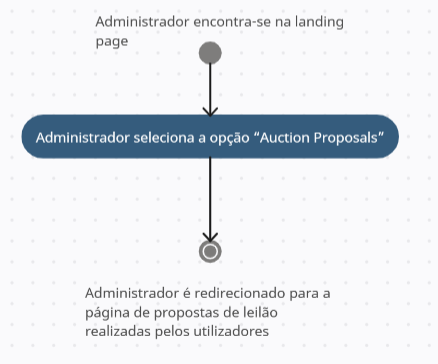 Administrador encontra-se na landing
page
Administrador seleciona a opção “Auction Proposals”
Administrador é redirecionado para a
página de propostas de leilão
realizadas pelos utilizadores